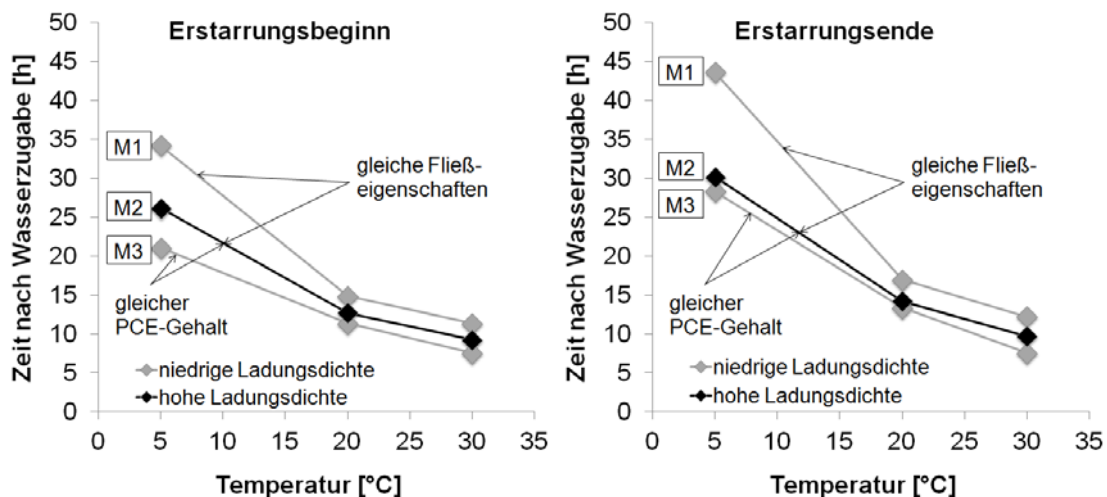 Erstarrungsbeginn
Zeit nach Wasserzugabe [h]
50
45
40
35
30
25
20
15
10
5
0
M1
M2
M3
gleiche Fließ-
eigenschaften
gleicher
PCE-Gehalt
niedrige Ladungsdichte
hohe Ladungsdichte
0 5 10 15 20 25 30 35
Temperatur [°C]
Erstarrungsende
Zeit nach Wasserzugabe [h]
50
45
40
35
30
25
20
15
10
5
0
M1
M2
M3
gleiche Fließ-
eigenschaften
gleicher
PCE-Gehalt
niedrige Ladungsdichte
hohe Ladungsdichte
0 5 10 15 20 25 30 35
Temperatur [°C]